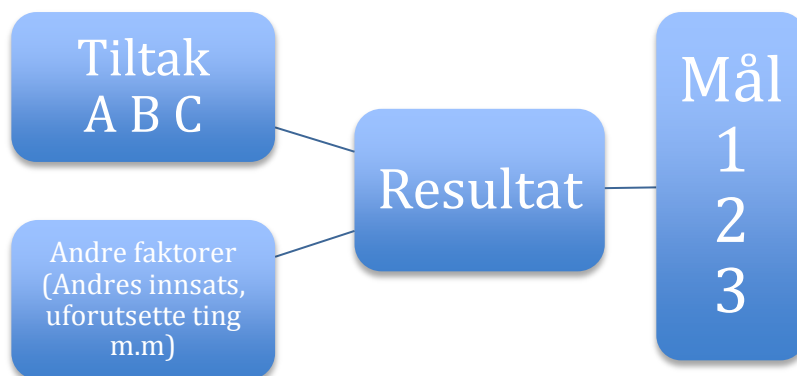 Tiltak
A B C
Andre faktorer
(Andres innsats,
uforutsette ting
m.m)
Resultat
Mål
1
2
3